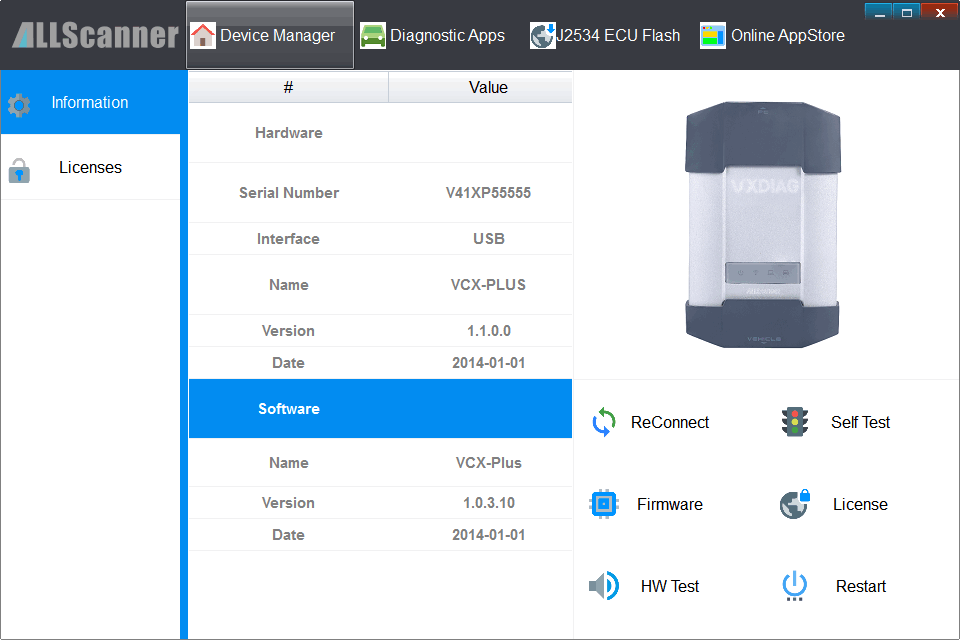 ALLScanner
Device Manager
Diagnostic Apps
J2534 ECU Flash
Online AppStore
Information
Licenses
# Value
Hardware
Serial Number V41XP55555
Interface USB
Name VCX-PLUS
Version 1.1.0.0
Date 2014-01-01
Software
Name VCX-Plus
Version 1.0.3.10
Date 2014-01-01
VXDIAG
ALLScanner
VEHICLE
ReConnect Self Test
Firmware License
HW Test Restart